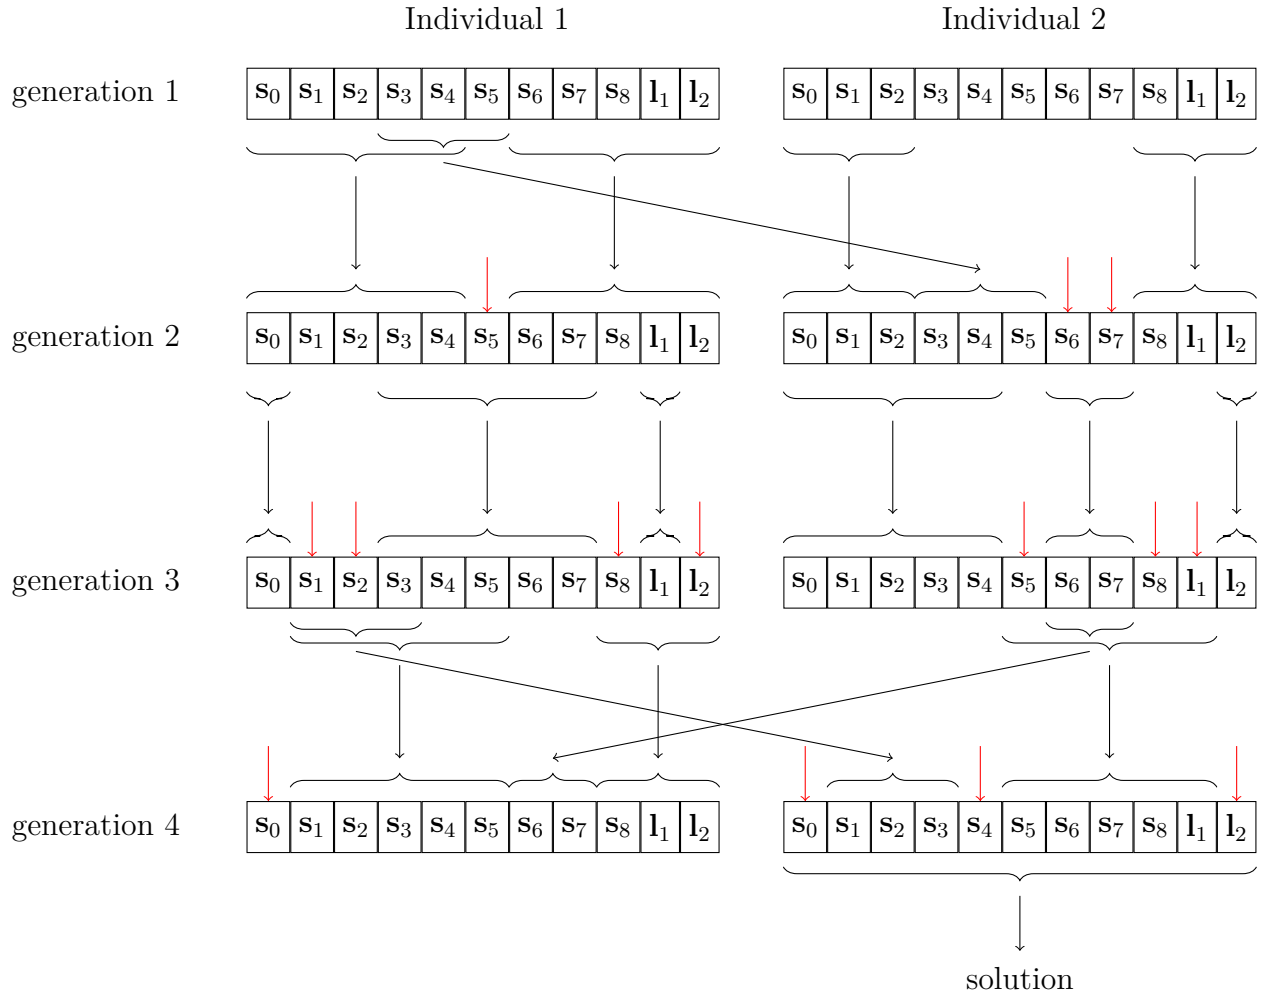 Individual 1 Individual 2
generation 1 s₀ s₁ s₂ s₃ s₄ s₅ s₆ s₇ s₈ l₁ l₂ s₀ s₁ s₂ s₃ s₄ s₅ s₆ s₇ s₈ l₁ l₂
generation 2 s₀ s₁ s₂ s₃ s₄ s₅ s₆ s₇ s₈ l₁ l₂ s₀ s₁ s₂ s₃ s₄ s₅ s₆ s₇ s₈ l₁ l₂
generation 3 s₀ s₁ s₂ s₃ s₄ s₅ s₆ s₇ s₈ l₁ l₂ s₀ s₁ s₂ s₃ s₄ s₅ s₆ s₇ s₈ l₁ l₂
generation 4 s₀ s₁ s₂ s₃ s₄ s₅ s₆ s₇ s₈ l₁ l₂ s₀ s₁ s₂ s₃ s₄ s₅ s₆ s₇ s₈ l₁ l₂
solution